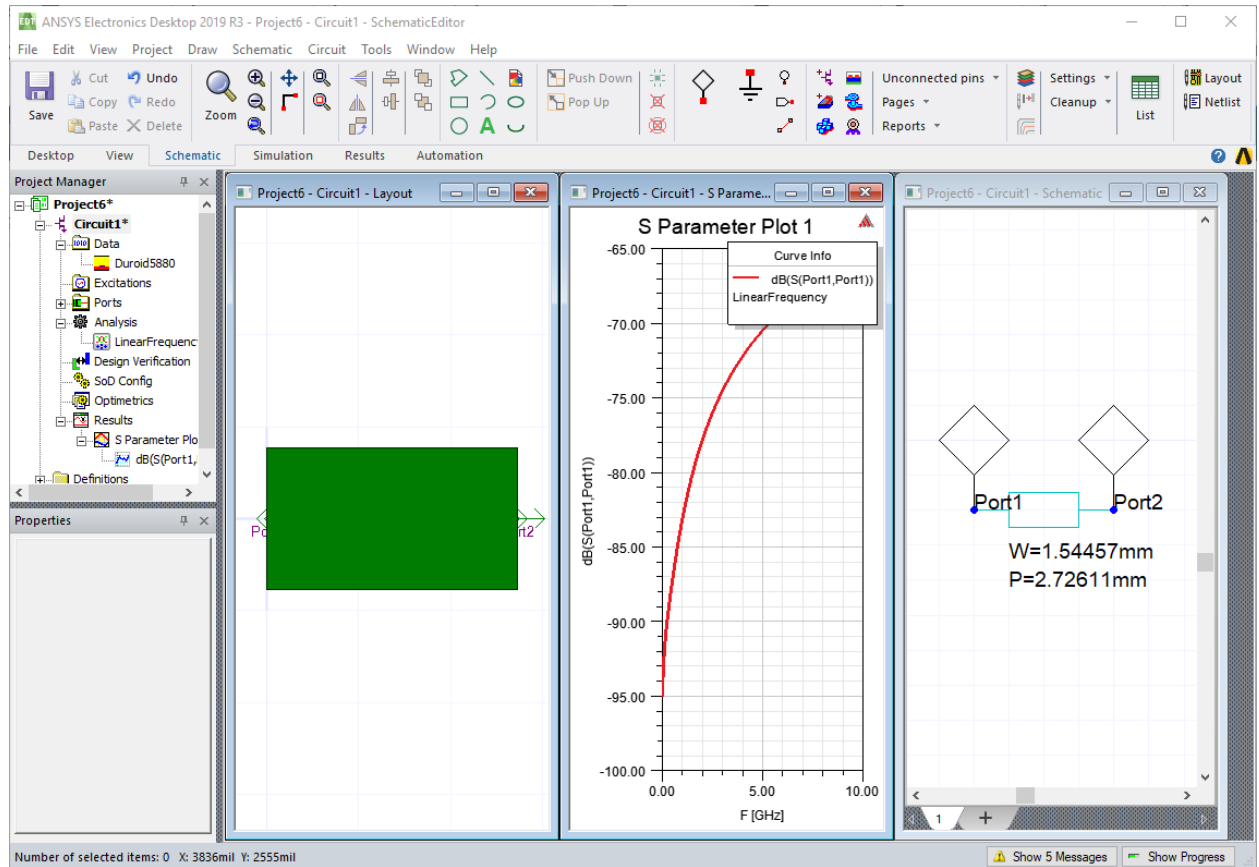 ANSYS Electronics Desktop 2019 R3 - Project6 - Circuit1 - SchematicEditor
File Edit View Project Draw Schematic Circuit Tools Window Help
Save Cut Copy Paste Undo Redo Delete Zoom Push Down Pop Up Unconnected pins Pages Reports Settings Cleanup List Layout Netlist
Desktop View Schematic Simulation Results Automation
Project Manager
Project6*
Circuit1*
Data
Duroid5880
Excitations
Ports
Analysis
LinearFrequenc
Design Verification
SoD Config
Optimetrics
Results
S Parameter Plo
dB(S(Port1,
Definitions
Properties
Project6 - Circuit1 - Layout
Po
rt2
Project6 - Circuit1 - S Parame...
S Parameter Plot 1
Curve Info
dB(S(Port1,Port1))
LinearFrequency
-65.00
-70.00
-75.00
-80.00
-85.00
-90.00
-95.00
-100.00
dB(S(Port1,Port1))
0.00 5.00 10.00
F [GHz]
Project6 - Circuit1 - Schematic
Port1 Port2
W=1.54457mm
P=2.72611mm
1 +
Number of selected items: 0 X: 3836mil Y: 2555mil
Show 5 Messages Show Progress